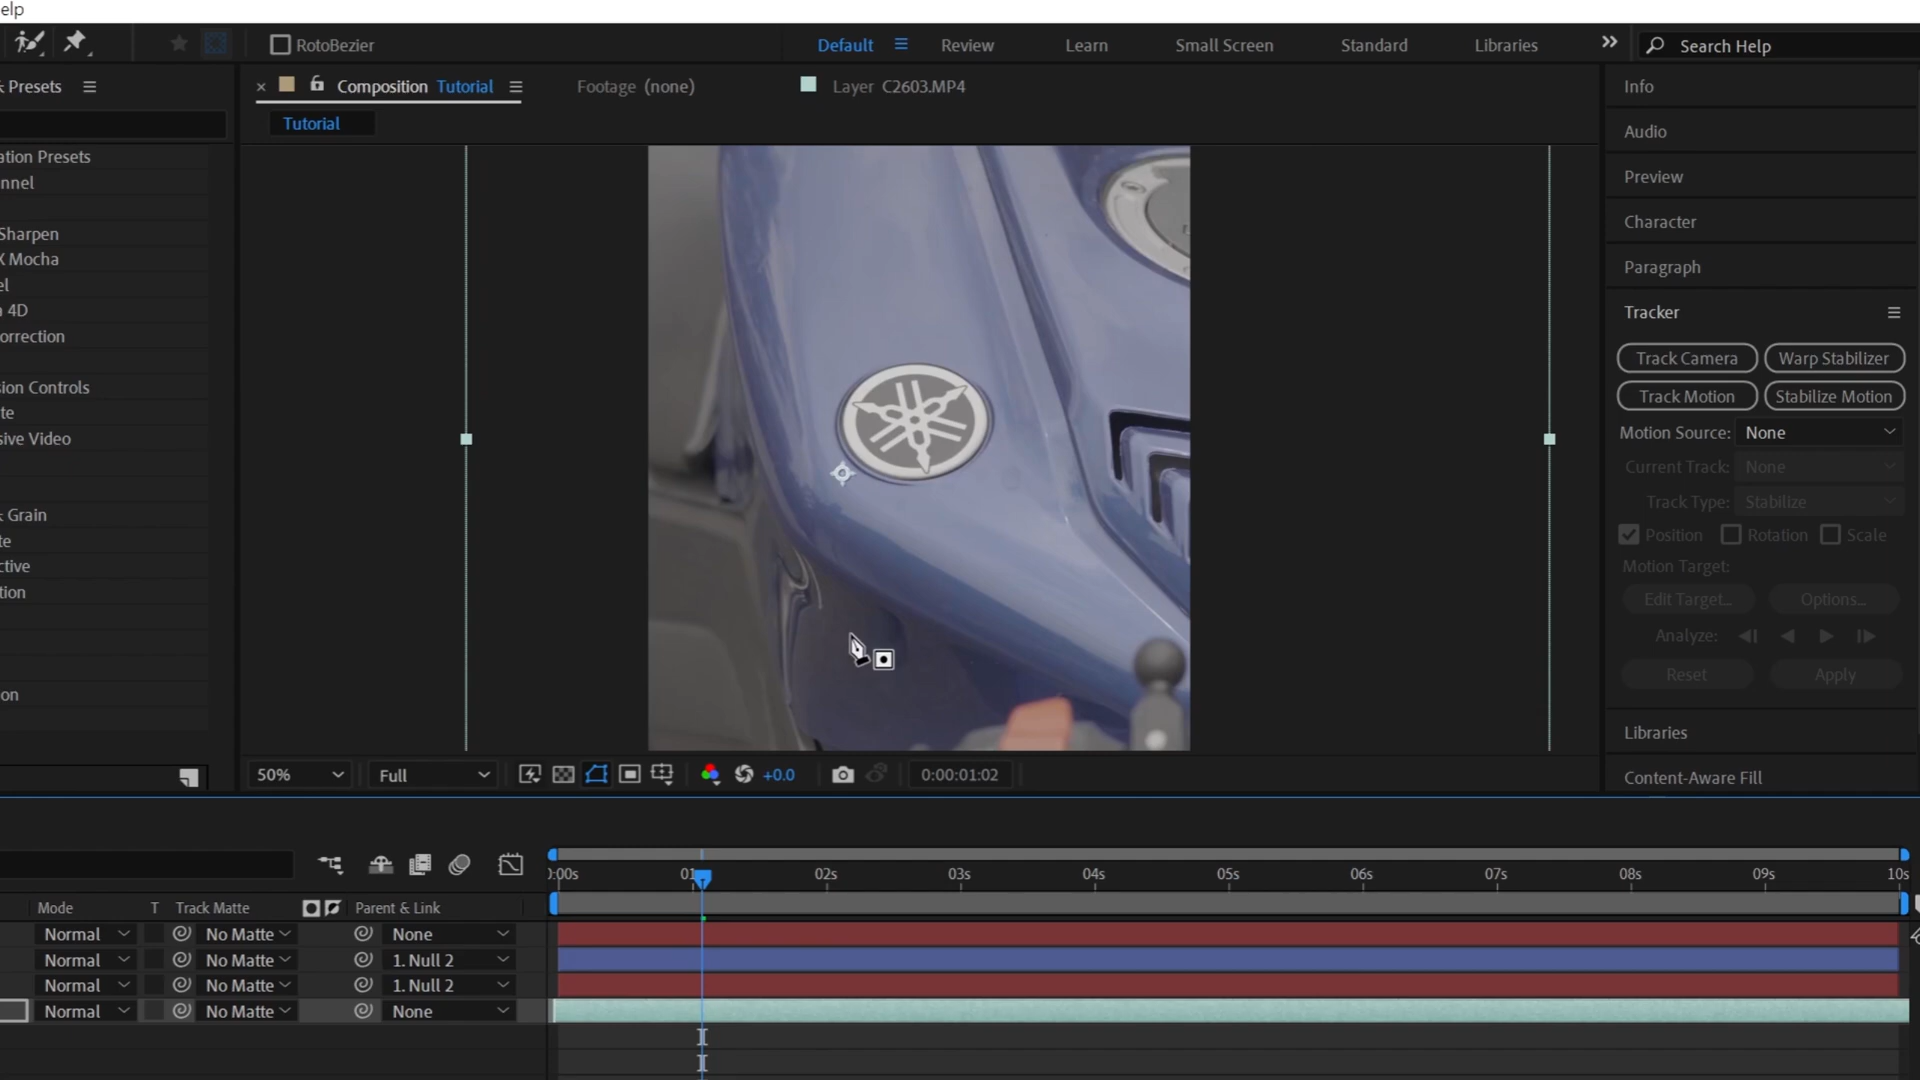 elp
RotoBezier
Default
Review
Learn
Small Screen
Standard
Libraries
Search Help
Presets
Composition Tutorial
Footage (none)
Layer C2603.MP4
Info
Tutorial
Audio
ation Presets
nnel
Preview
Character
Sharpen
X Mocha
el
4D
orrection
Paragraph
Tracker
Track Camera
Warp Stabilizer
Track Motion
Stabilize Motion
sion Controls
te
sive Video
Motion Source: None
Current Track: None
Track Type: Stabilize
Position
Rotation
Scale
Grain
te
ctive
tion
Motion Target:
Edit Target...
Options...
Analyze:
Reset
Apply
on
Libraries
Content-Aware Fill
50%
Full
+0.0
0:00:01:02
0:00s
01
02s
03s
04s
05s
06s
07s
08s
09s
10s
Mode
T
Track Matte
Parent & Link
Normal
No Matte
None
Normal
No Matte
1. Null 2
Normal
No Matte
1. Null 2
Normal
No Matte
None